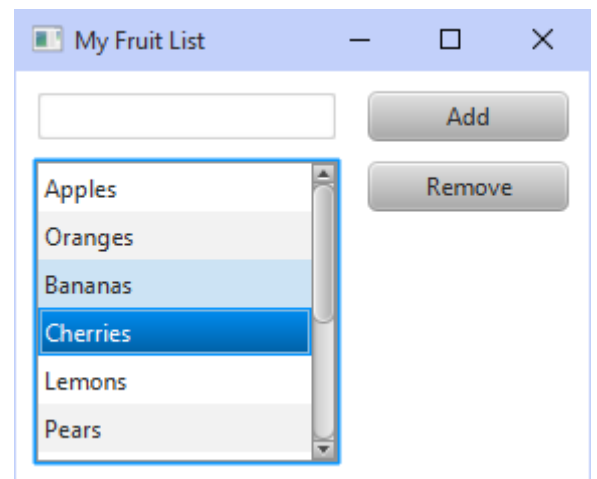 My Fruit List
Add
Apples
Remove
Oranges
Bananas
Cherries
Lemons
Pears